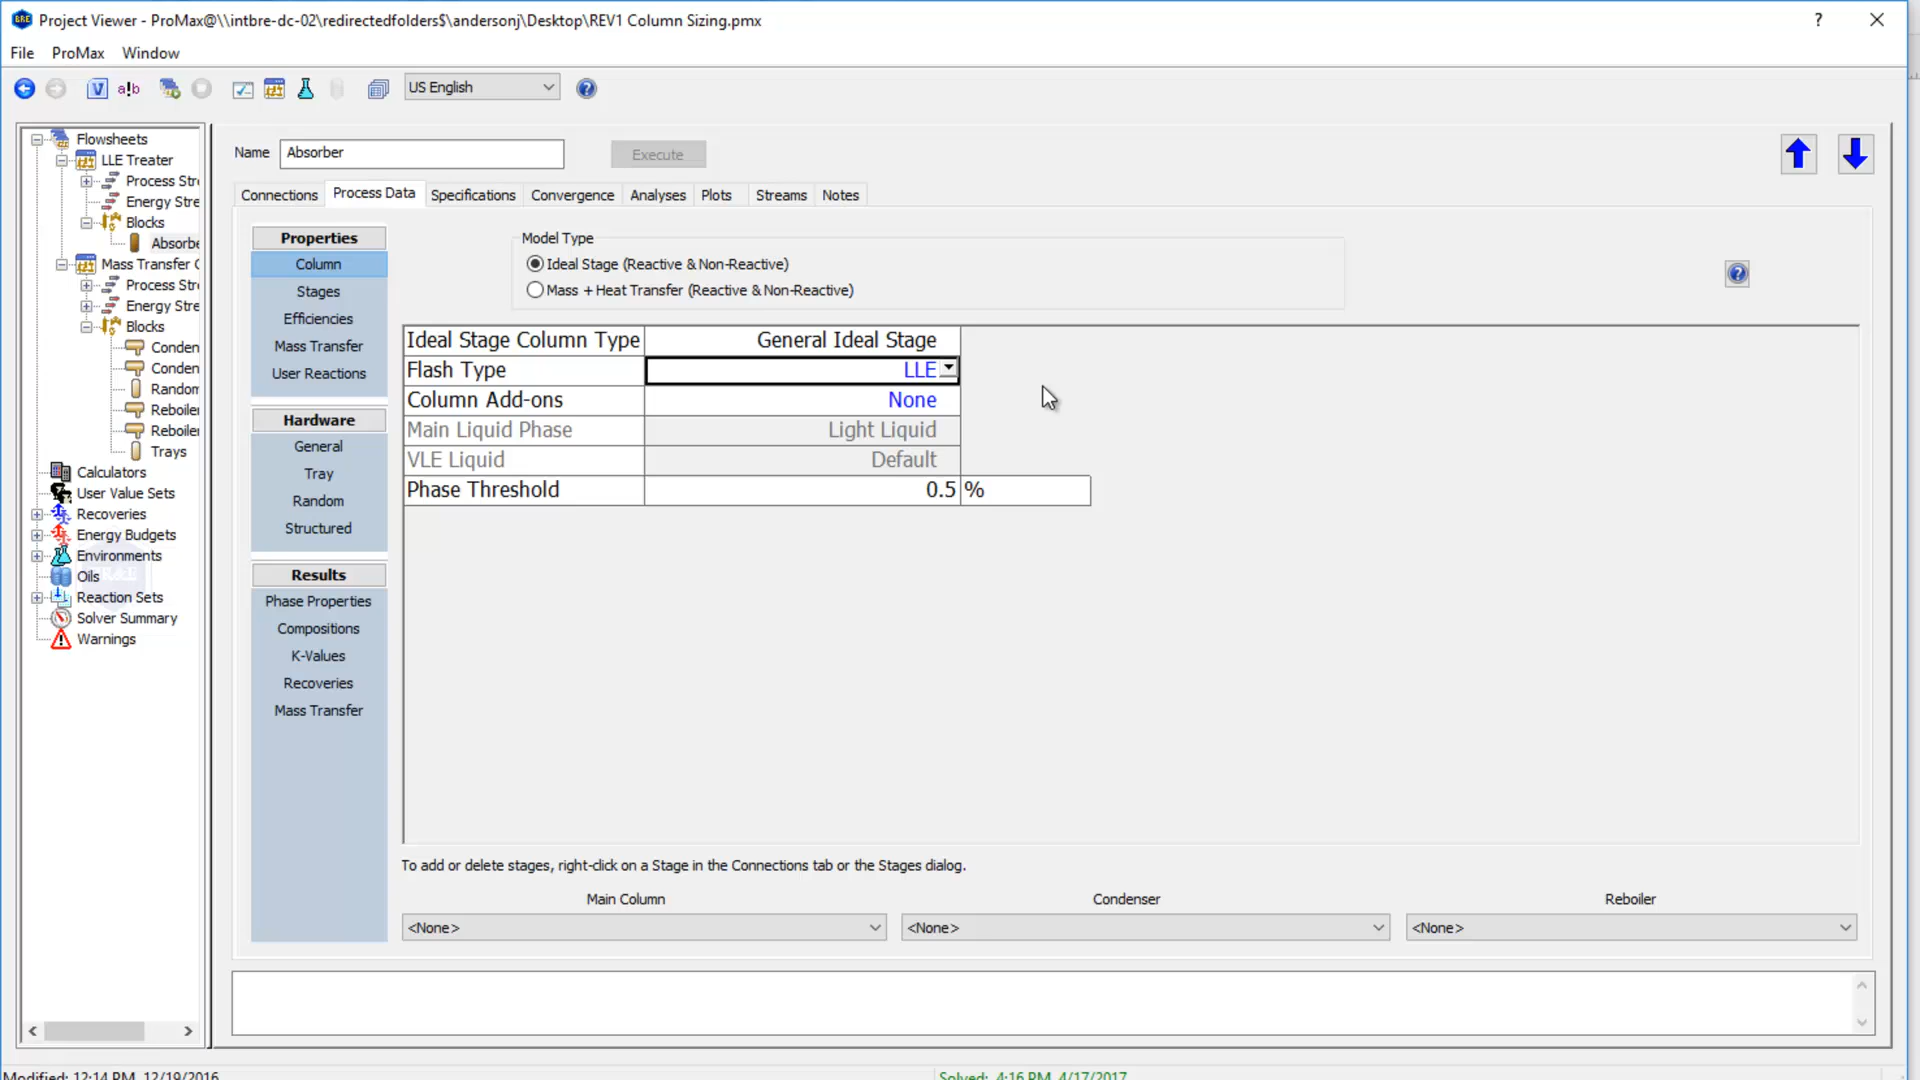 Project Viewer - ProMax@\\intbre-dc-02\redirectedfolders$\andersonj\Desktop\REV1 Column Sizing.pmx
File ProMax Window
US English
Flowsheets
LLE Treater
Process Stre
Energy Stre
Blocks
Absorbe
Mass Transfer C
Process Stre
Energy Stre
Blocks
Conden
Conden
Random
Reboiler
Reboiler
Trays
Calculators
User Value Sets
Recoveries
Energy Budgets
Environments
Oils
Reaction Sets
Solver Summary
Warnings
Name Absorber Execute
Connections Process Data Specifications Convergence Analyses Plots Streams Notes
Properties
Column
Stages
Efficiencies
Mass Transfer
User Reactions
Hardware
General
Tray
Random
Structured
Results
Phase Properties
Compositions
K-Values
Recoveries
Mass Transfer
Model Type
Ideal Stage (Reactive & Non-Reactive)
Mass + Heat Transfer (Reactive & Non-Reactive)
Ideal Stage Column Type General Ideal Stage
Flash Type LLE
Column Add-ons None
Main Liquid Phase Light Liquid
VLE Liquid Default
Phase Threshold 0.5 %
To add or delete stages, right-click on a Stage in the Connections tab or the Stages dialog.
Main Column Condenser Reboiler
<None> <None> <None>
Modified: 12:14 PM, 12/19/2016 Solved: 4:16 PM, 4/17/2017